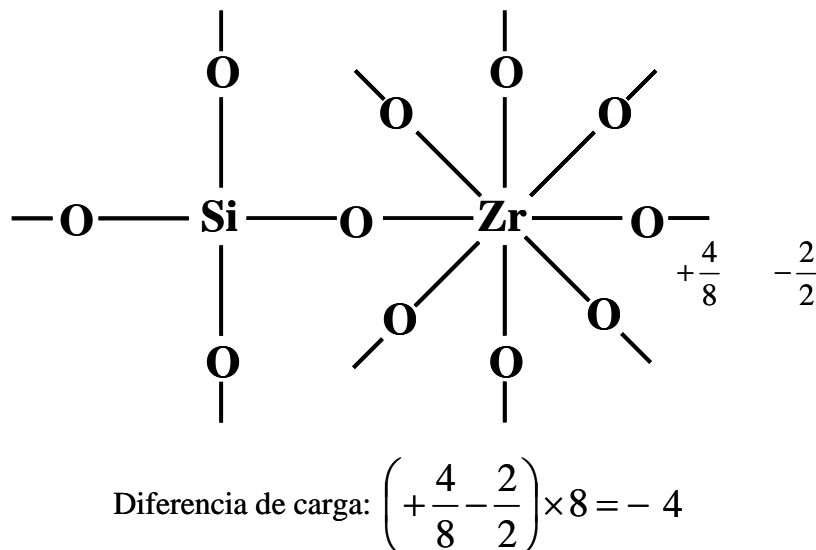 O O
O O
O Si O Zr O
+4/8 −2/2
O O
O O
Diferencia de carga: (+4/8 − 2/2) × 8 = − 4